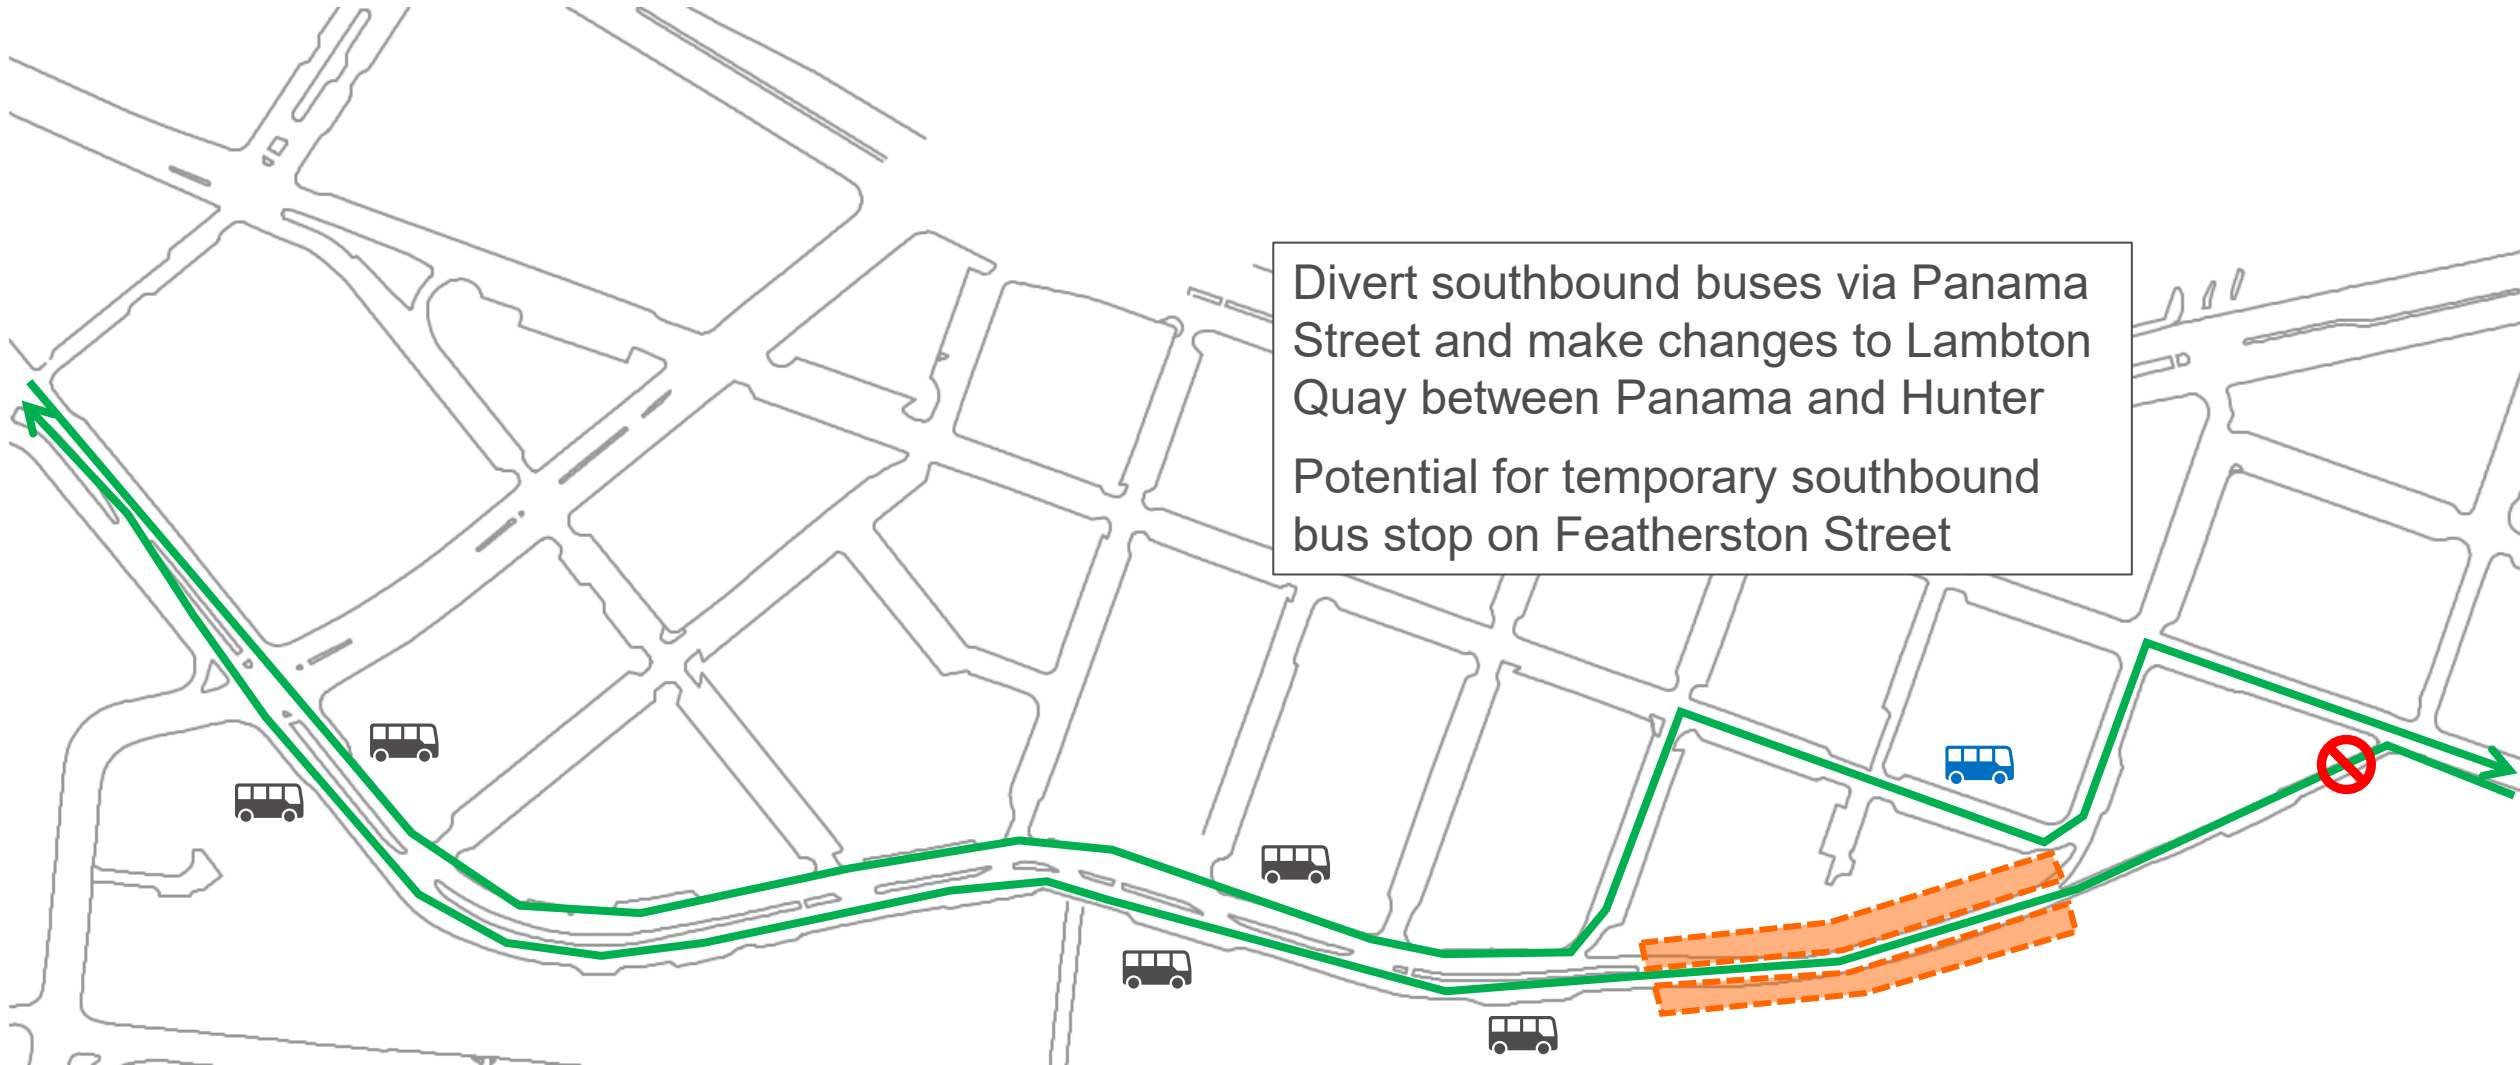 Divert southbound buses via Panama
Street and make changes to Lambton
Quay between Panama and Hunter
Potential for temporary southbound
bus stop on Featherston Street